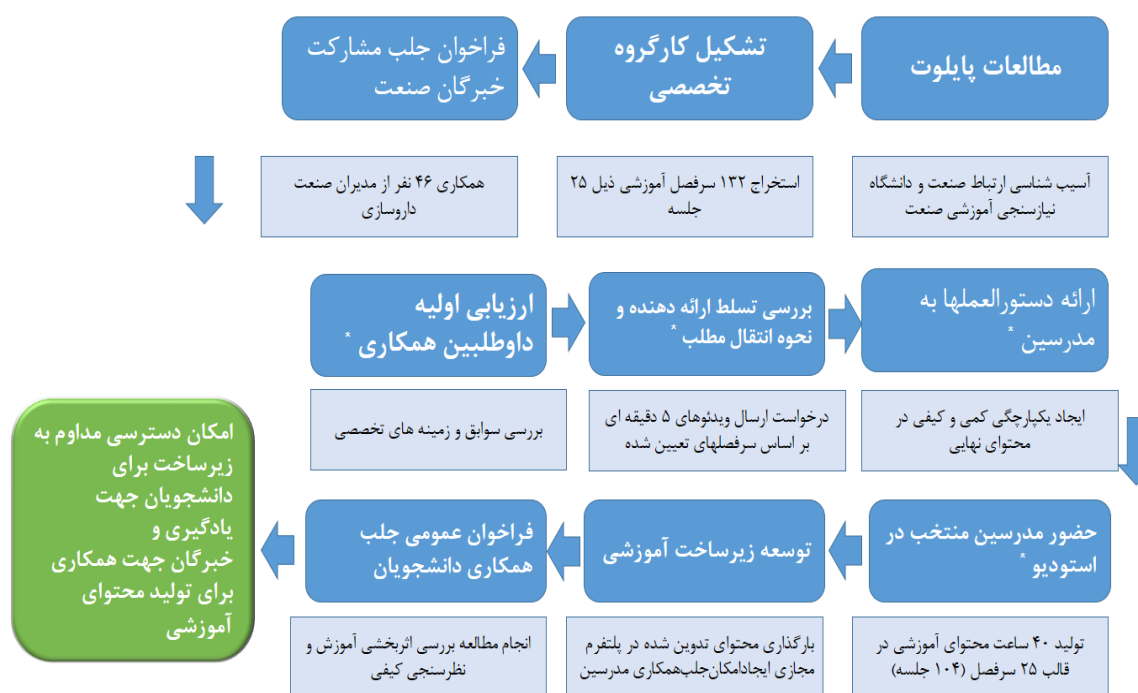 مطالعات پایلوت
تشکیل کارگروه
تخصصی
فراخوان جلب مشارکت
خبرگان صنعت
آسیب شناسی ارتباط صنعت و دانشگاه
نیازسنجی آموزشی صنعت
استخراج ۱۳۲ سرفصل آموزشی ذیل ۲۵
جلسه
همکاری ۴۶ نفر از مدیران صنعت
داروسازی
ارزیابی اولیه
داوطلبین همکاری *
بررسی تسلط ارائه دهنده و
نحوه انتقال مطلب *
ارائه دستورالعملها به
مدرسین *
بررسی سوابق و زمینه های تخصصی
درخواست ارسال ویدئوهای ۵ دقیقه ای
بر اساس سرفصلهای تعیین شده
ایجاد یکپارچگی کمی و کیفی در
محتوای نهایی
حضور مدرسین منتخب در
استودیو *
توسعه زیرساخت آموزشی
فراخوان عمومی جلب
همکاری دانشجویان
تولید ۴۰ ساعت محتوای آموزشی در
قالب ۲۵ سرفصل (۱۰۴ جلسه)
بارگذاری محتوای تدوین شده در پلتفرم
مجازی ایجادامکان‌جلب‌همکاری مدرسین
انجام مطالعه بررسی اثربخشی آموزش و
نظرسنجی کیفی
امکان دسترسی مداوم به
زیرساخت برای
دانشجویان جهت
یادگیری و
خبرگان جهت همکاری
برای تولید محتوای
آموزشی